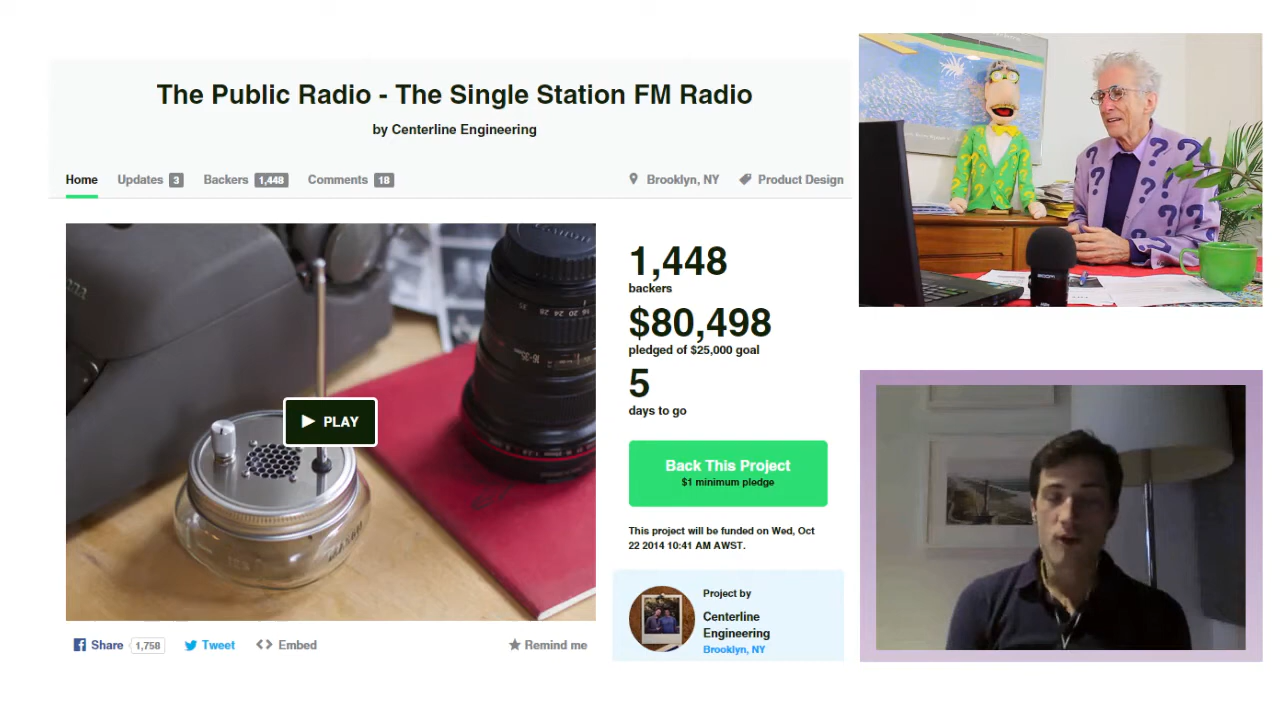 The Public Radio - The Single Station FM Radio
by Centerline Engineering
Home Updates 3 Backers 1,448 Comments 18 Brooklyn, NY Product Design
1,448
backers
$80,498
pledged of $25,000 goal
5
days to go
PLAY
Back This Project
$1 minimum pledge
This project will be funded on Wed, Oct
22 2014 10:41 AM AWST.
Project by
Centerline
Engineering
Brooklyn, NY
Share 1,758 Tweet Embed Remind me
Canon
zoom
? ? ? ? ?